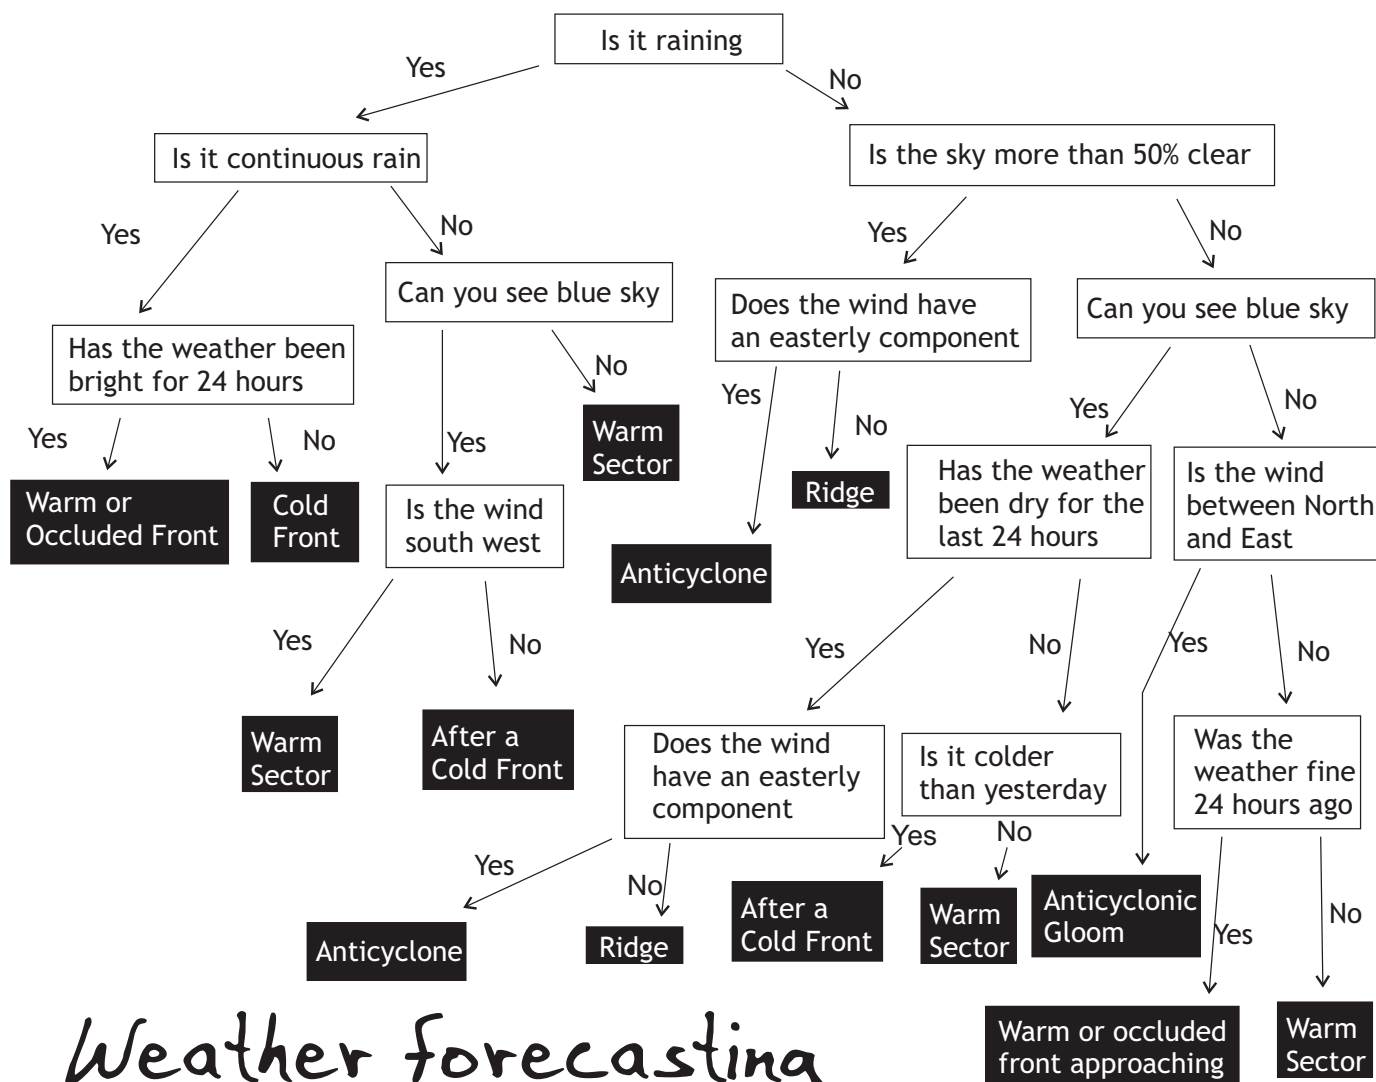 Is it raining
Yes
No
Is it continuous rain
Is the sky more than 50% clear
Yes
No
Yes
No
Can you see blue sky
Does the wind have
an easterly component
Can you see blue sky
Has the weather been
bright for 24 hours
No
Yes
No
Yes
No
Yes
No
Yes
Warm
Sector
Has the weather
been dry for the
last 24 hours
Is the wind
between North
and East
Warm or
Occluded Front
Cold
Front
Ridge
Is the wind
south west
Anticyclone
Yes
No
Yes
No
Yes
No
Warm
Sector
After a
Cold Front
Does the wind
have an easterly
component
Is it colder
than yesterday
Was the
weather fine
24 hours ago
Yes
No
Yes
No
Anticyclone
Ridge
After a
Cold Front
Warm
Sector
Anticyclonic
Gloom
Yes
No
Warm or occluded
front approaching
Warm
Sector
Weather forecasting